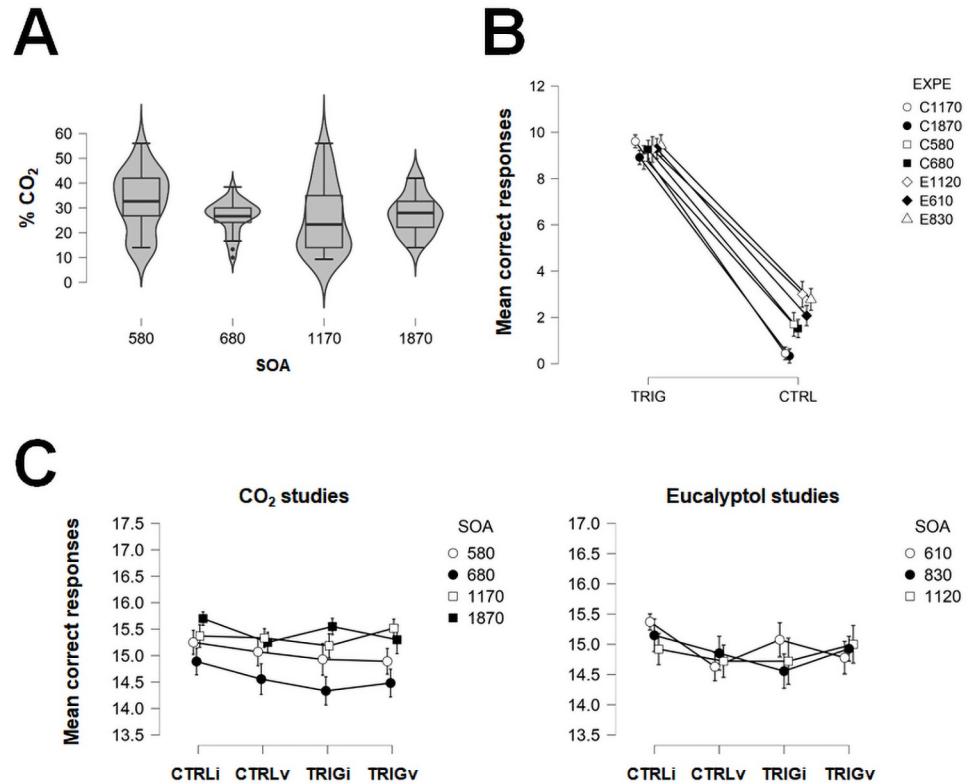 A
% CO₂
60
50
40
30
20
10
0
580
680
1170
1870
SOA
B
Mean correct responses
12
10
8
6
4
2
0
TRIG
CTRL
EXPE
C1170
C1870
C580
C680
E1120
E610
E830
C
CO₂ studies
Mean correct responses
17.5
17.0
16.5
16.0
15.5
15.0
14.5
14.0
13.5
CTRLi
CTRLv
TRIGi
TRIGv
SOA
580
680
1170
1870
Eucalyptol studies
17.5
17.0
16.5
16.0
15.5
15.0
14.5
14.0
13.5
CTRLi
CTRLv
TRIGi
TRIGv
SOA
610
830
1120